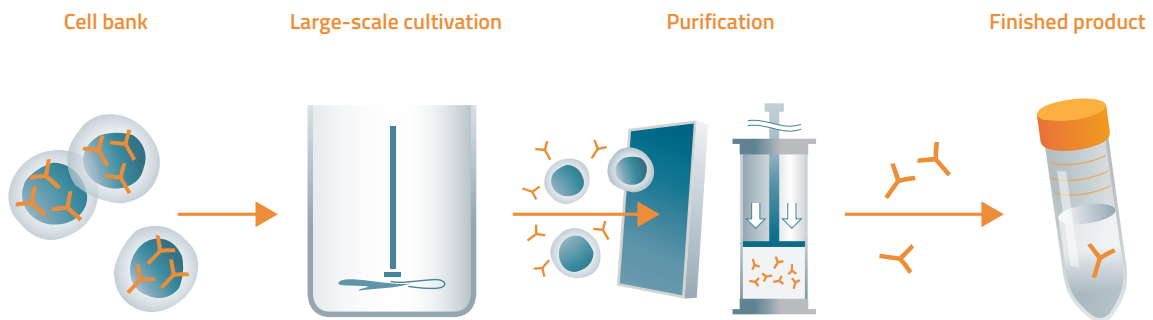 Cell bank
Large-scale cultivation
Purification
Finished product